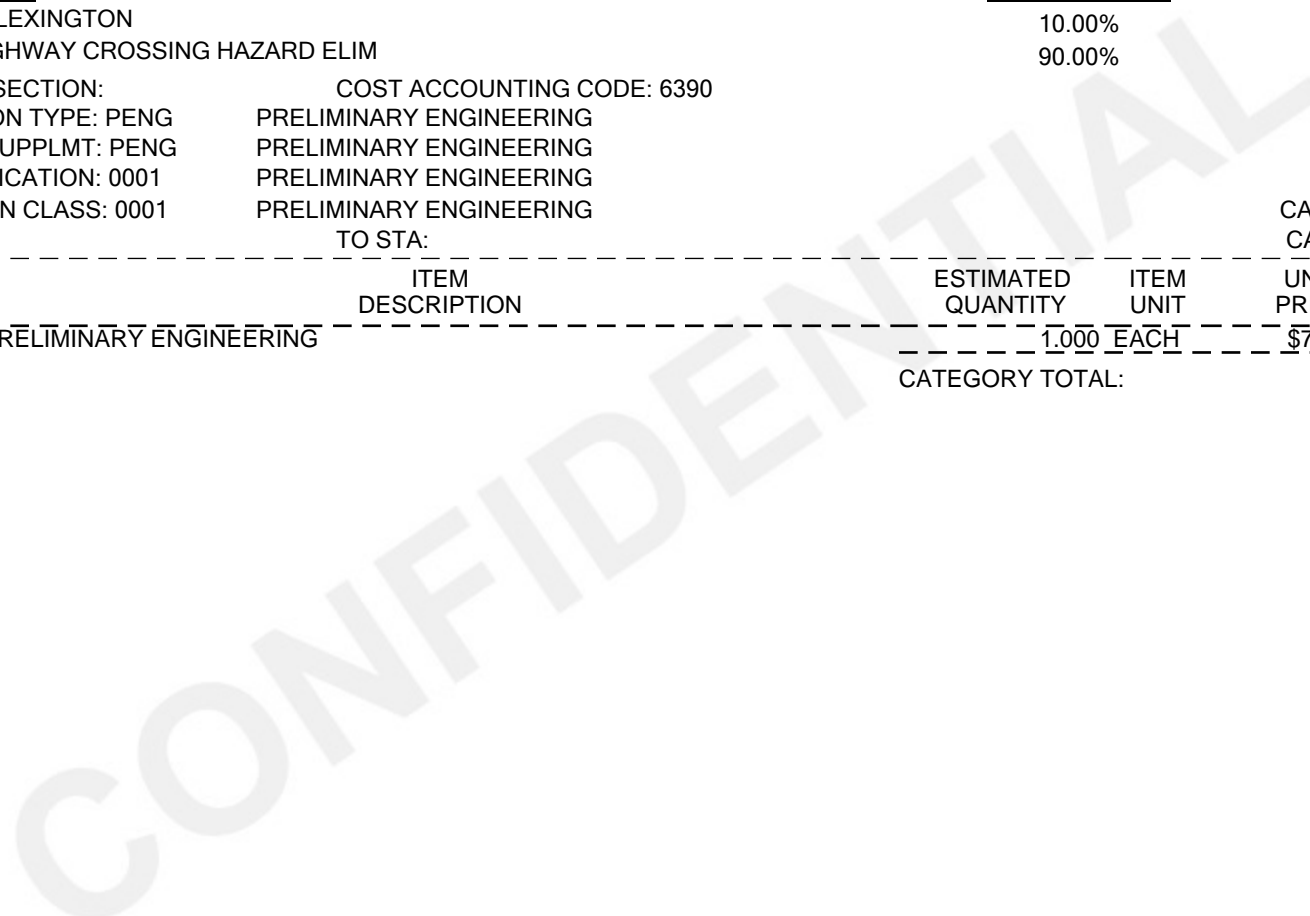 LEXINGTON 10.00%
GHWAY CROSSING HAZARD ELIM 90.00%
SECTION: COST ACCOUNTING CODE: 6390
ON TYPE: PENG PRELIMINARY ENGINEERING
UPPLMT: PENG PRELIMINARY ENGINEERING
ICATION: 0001 PRELIMINARY ENGINEERING
N CLASS: 0001 PRELIMINARY ENGINEERING CA
TO STA: CA
ITEM ESTIMATED ITEM UN
DESCRIPTION QUANTITY UNIT PR
RELIMINARY ENGINEERING 1.000 EACH $7
CATEGORY TOTAL:
CONFIDENTIAL